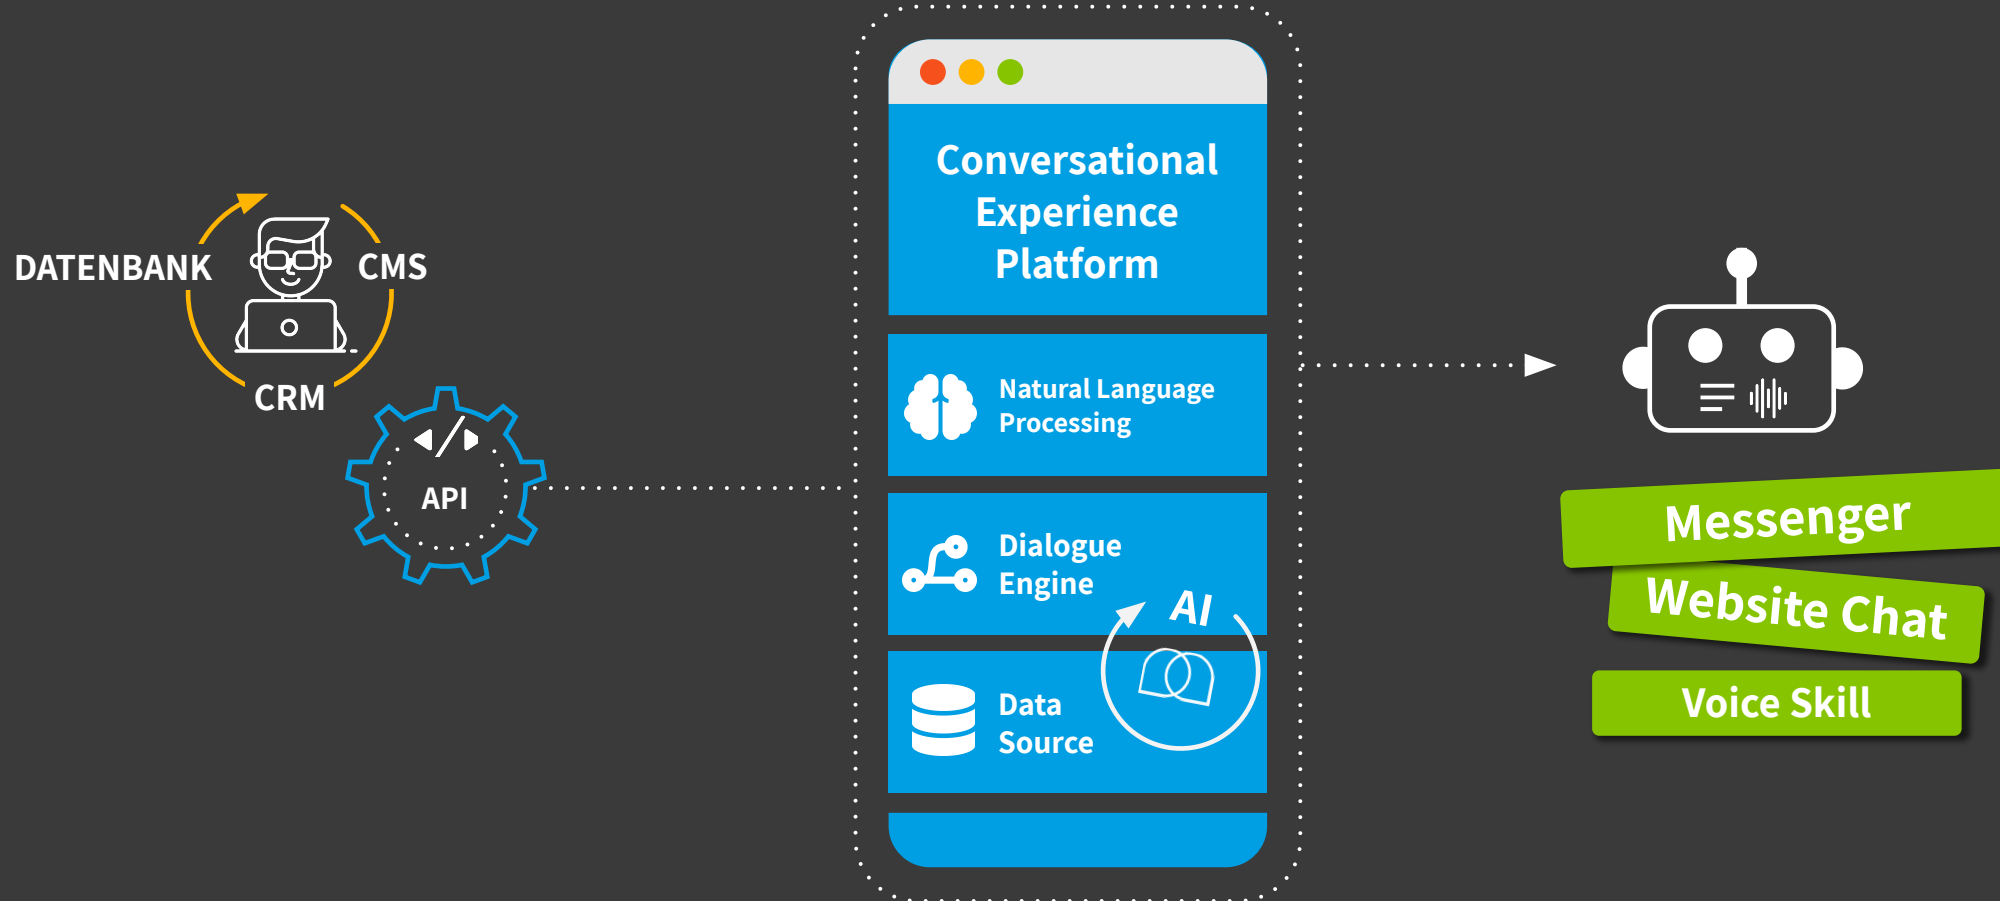 DATENBANK
CMS
CRM
API
Conversational
Experience
Platform
Natural Language
Processing
Dialogue
Engine
AI
Data
Source
Messenger
Website Chat
Voice Skill